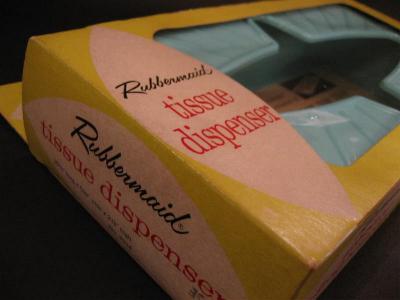 Rubbermaid
tissue
dispenser
Rubbermaid®
tissue dispenser